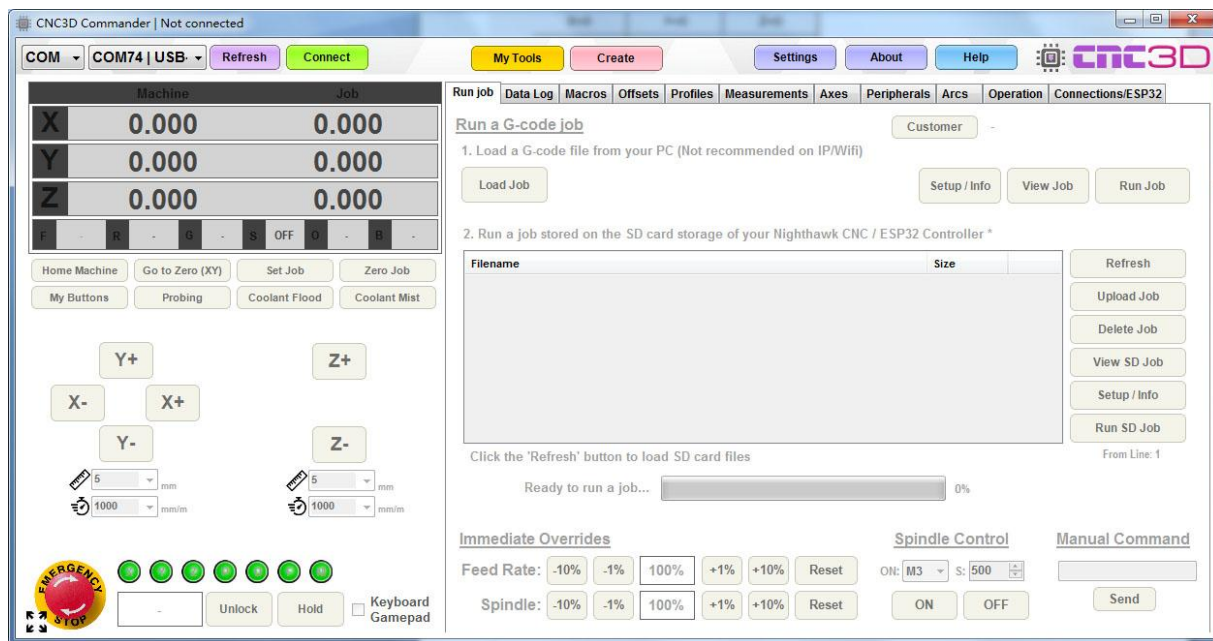 CNC3D Commander | Not connected
COM COM74 | USB- Refresh Connect My Tools Create Settings About Help CNC3D
Machine Job
X 0.000 0.000
Y 0.000 0.000
Z 0.000 0.000
F - R - G - S OFF O - B -
Home Machine Go to Zero (XY) Set Job Zero Job
My Buttons Probing Coolant Flood Coolant Mist
Y+ Z+
X- X+
Y- Z-
5 mm 5 mm
1000 mm/m 1000 mm/m
EMERGENCY STOP
- Unlock Hold Keyboard
Gamepad
Run job Data Log Macros Offsets Profiles Measurements Axes Peripherals Arcs Operation Connections/ESP32
Run a G-code job Customer -
1. Load a G-code file from your PC (Not recommended on IP/Wifi)
Load Job Setup / Info View Job Run Job
2. Run a job stored on the SD card storage of your Nighthawk CNC / ESP32 Controller *
Filename Size
Refresh
Upload Job
Delete Job
View SD Job
Setup / Info
Run SD Job
From Line: 1
Click the 'Refresh' button to load SD card files
Ready to run a job... 0%
Immediate Overrides Spindle Control Manual Command
Feed Rate: -10% -1% 100% +1% +10% Reset ON: M3 S: 500
Spindle: -10% -1% 100% +1% +10% Reset ON OFF Send